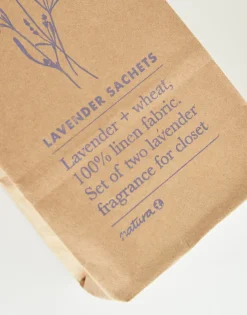 LAVENDER SACHETS
Lavender + wheat,
100% linen fabric.
Set of two lavender
fragrance for closet
natura